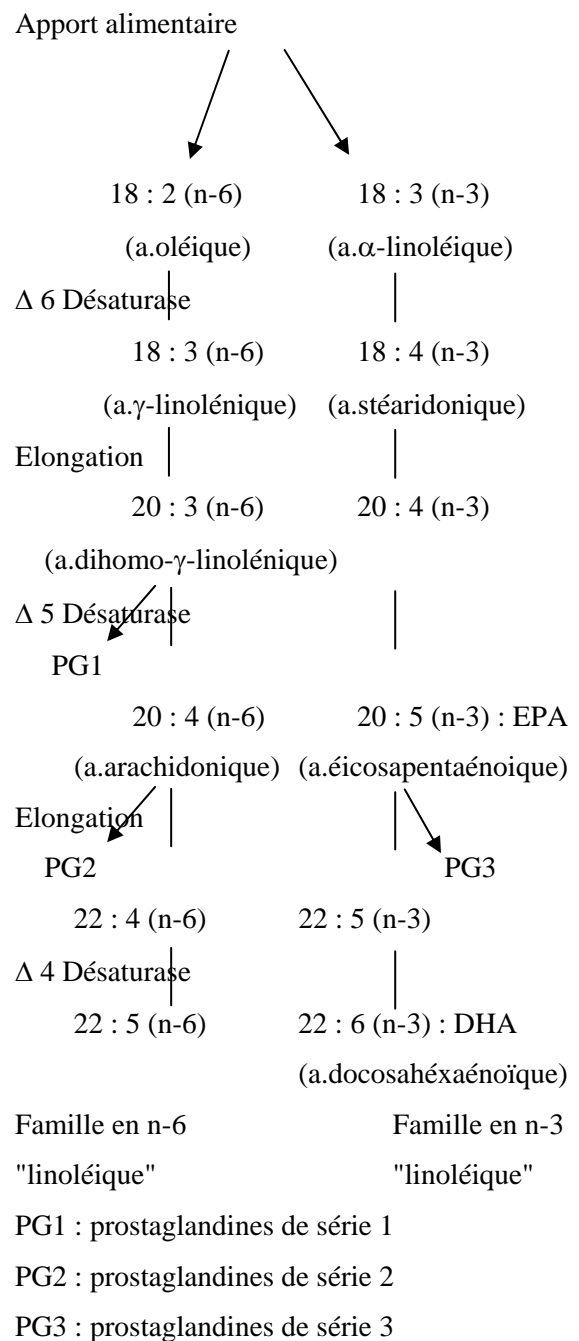 Apport alimentaire
18 : 2 (n-6) 18 : 3 (n-3)
(a.oléique) (a.α-linoléique)
Δ 6 Désaturase
18 : 3 (n-6) 18 : 4 (n-3)
(a.γ-linolénique) (a.stéaridonique)
Elongation
20 : 3 (n-6) 20 : 4 (n-3)
(a.dihomo-γ-linolénique)
Δ 5 Désaturase
PG1
20 : 4 (n-6) 20 : 5 (n-3) : EPA
(a.arachidonique) (a.éicosapentaénoique)
Elongation
PG2 PG3
22 : 4 (n-6) 22 : 5 (n-3)
Δ 4 Désaturase
22 : 5 (n-6) 22 : 6 (n-3) : DHA
(a.docosahéxaénoïque)
Famille en n-6 Famille en n-3
"linoléique" "linoléique"
PG1 : prostaglandines de série 1
PG2 : prostaglandines de série 2
PG3 : prostaglandines de série 3